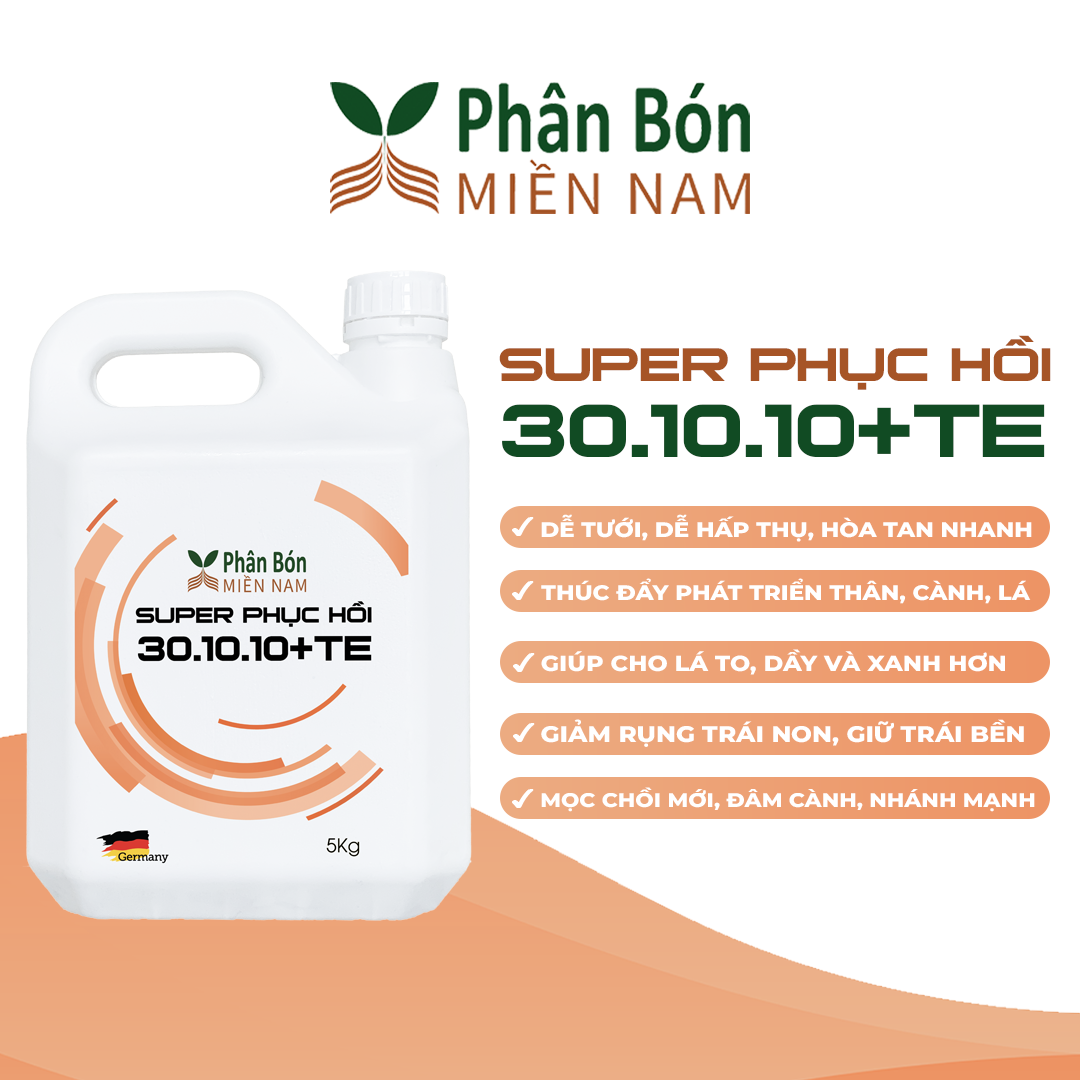 Phân Bón
MIỀN NAM
SUPER PHỤC HỒI
30.10.10+TE
✓ DỄ TƯỚI, DỄ HẤP THỤ, HÒA TAN NHANH
✓ THÚC ĐẨY PHÁT TRIỂN THÂN, CÀNH, LÁ
✓ GIÚP CHO LÁ TO, DẦY VÀ XANH HƠN
✓ GIẢM RỤNG TRÁI NON, GIỮ TRÁI BỀN
✓ MỌC CHỒI MỚI, ĐÂM CÀNH, NHÁNH MẠNH
Phân Bón
MIỀN NAM
SUPER PHỤC HỒI
30.10.10+TE
Germany
5Kg